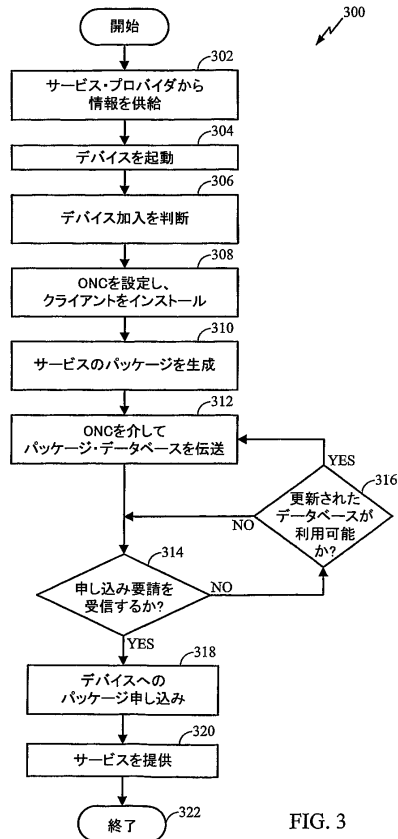 300
開始
302
サービス・プロバイダから
情報を供給
304
デバイスを起動
306
デバイス加入を判断
308
ONCを設定し、
クライアントをインストール
310
サービスのパッケージを生成
312
ONCを介して
パッケージ・データベースを伝送
YES
316
更新された
データベースが
利用可能
か?
NO
314
申し込み要請を
受信するか?
NO
YES
318
デバイスへの
パッケージ申し込み
320
サービスを提供
終了
322
FIG. 3